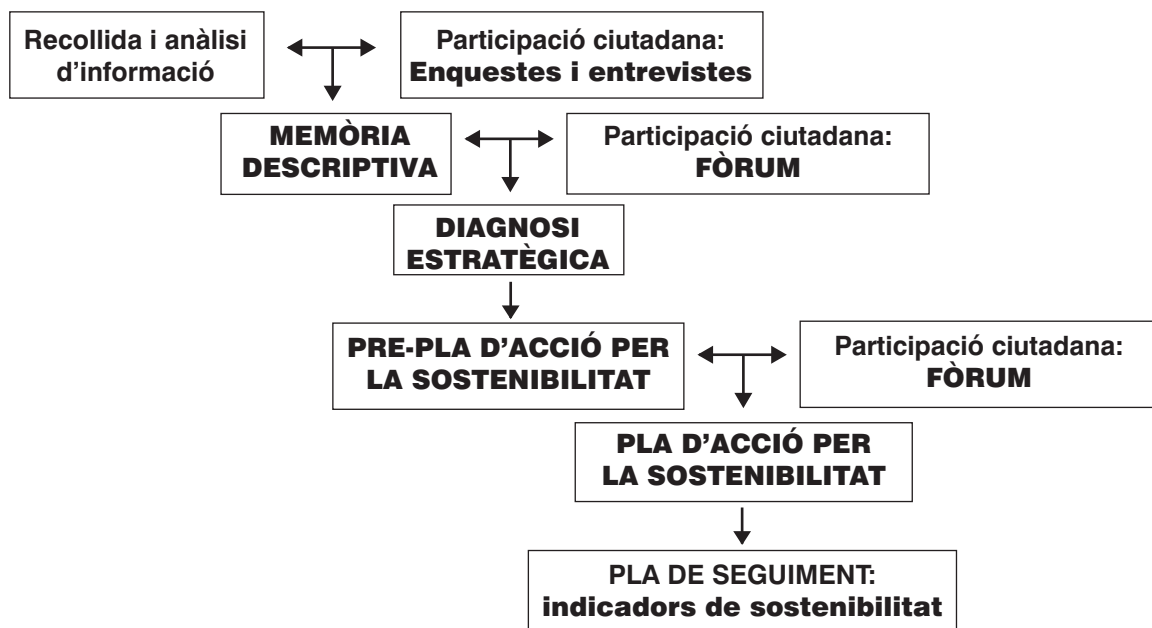 Recollida i anàlisi
d’informació
Participació ciutadana:
Enquestes i entrevistes
MEMÒRIA
DESCRIPTIVA
Participació ciutadana:
FÒRUM
DIAGNOSI
ESTRATÈGICA
PRE-PLA D’ACCIÓ PER
LA SOSTENIBILITAT
Participació ciutadana:
FÒRUM
PLA D’ACCIÓ PER
LA SOSTENIBILITAT
PLA DE SEGUIMENT:
indicadors de sostenibilitat